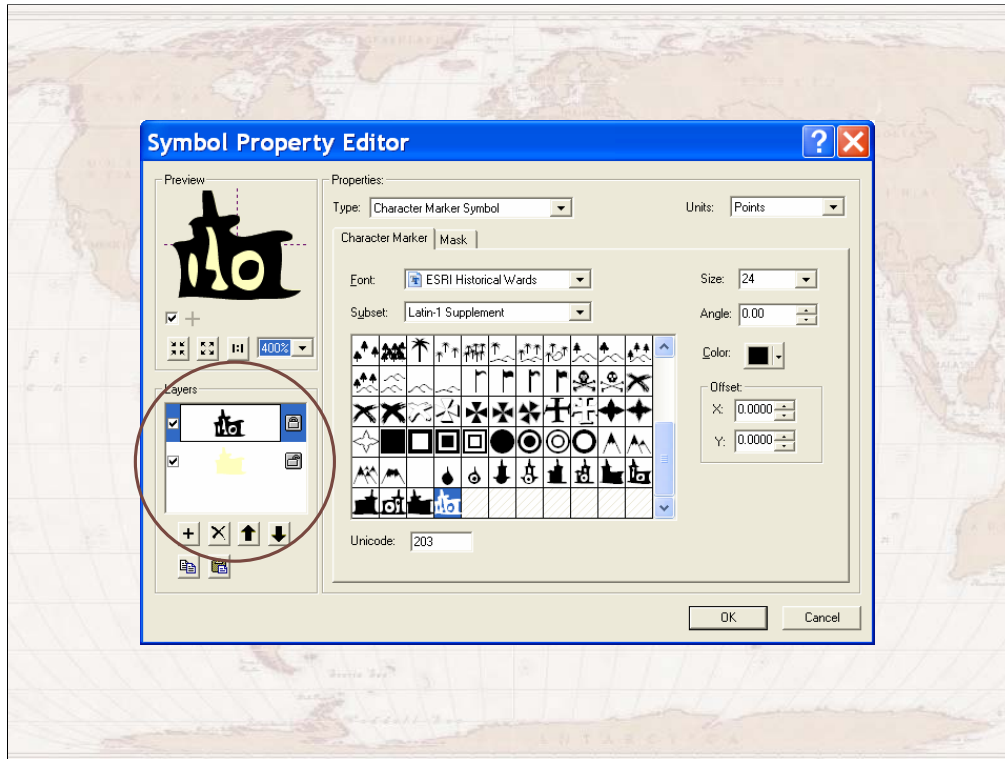 Symbol Property Editor
Preview
Properties:
Type: Character Marker Symbol
Units: Points
Character Marker
Mask
Font: ESRI Historical Wards
Size: 24
Subset: Latin-1 Supplement
Angle: 0.00
Color:
1:1
400%
Layers
Offset:
X: 0.0000
Y: 0.0000
Unicode: 203
OK
Cancel